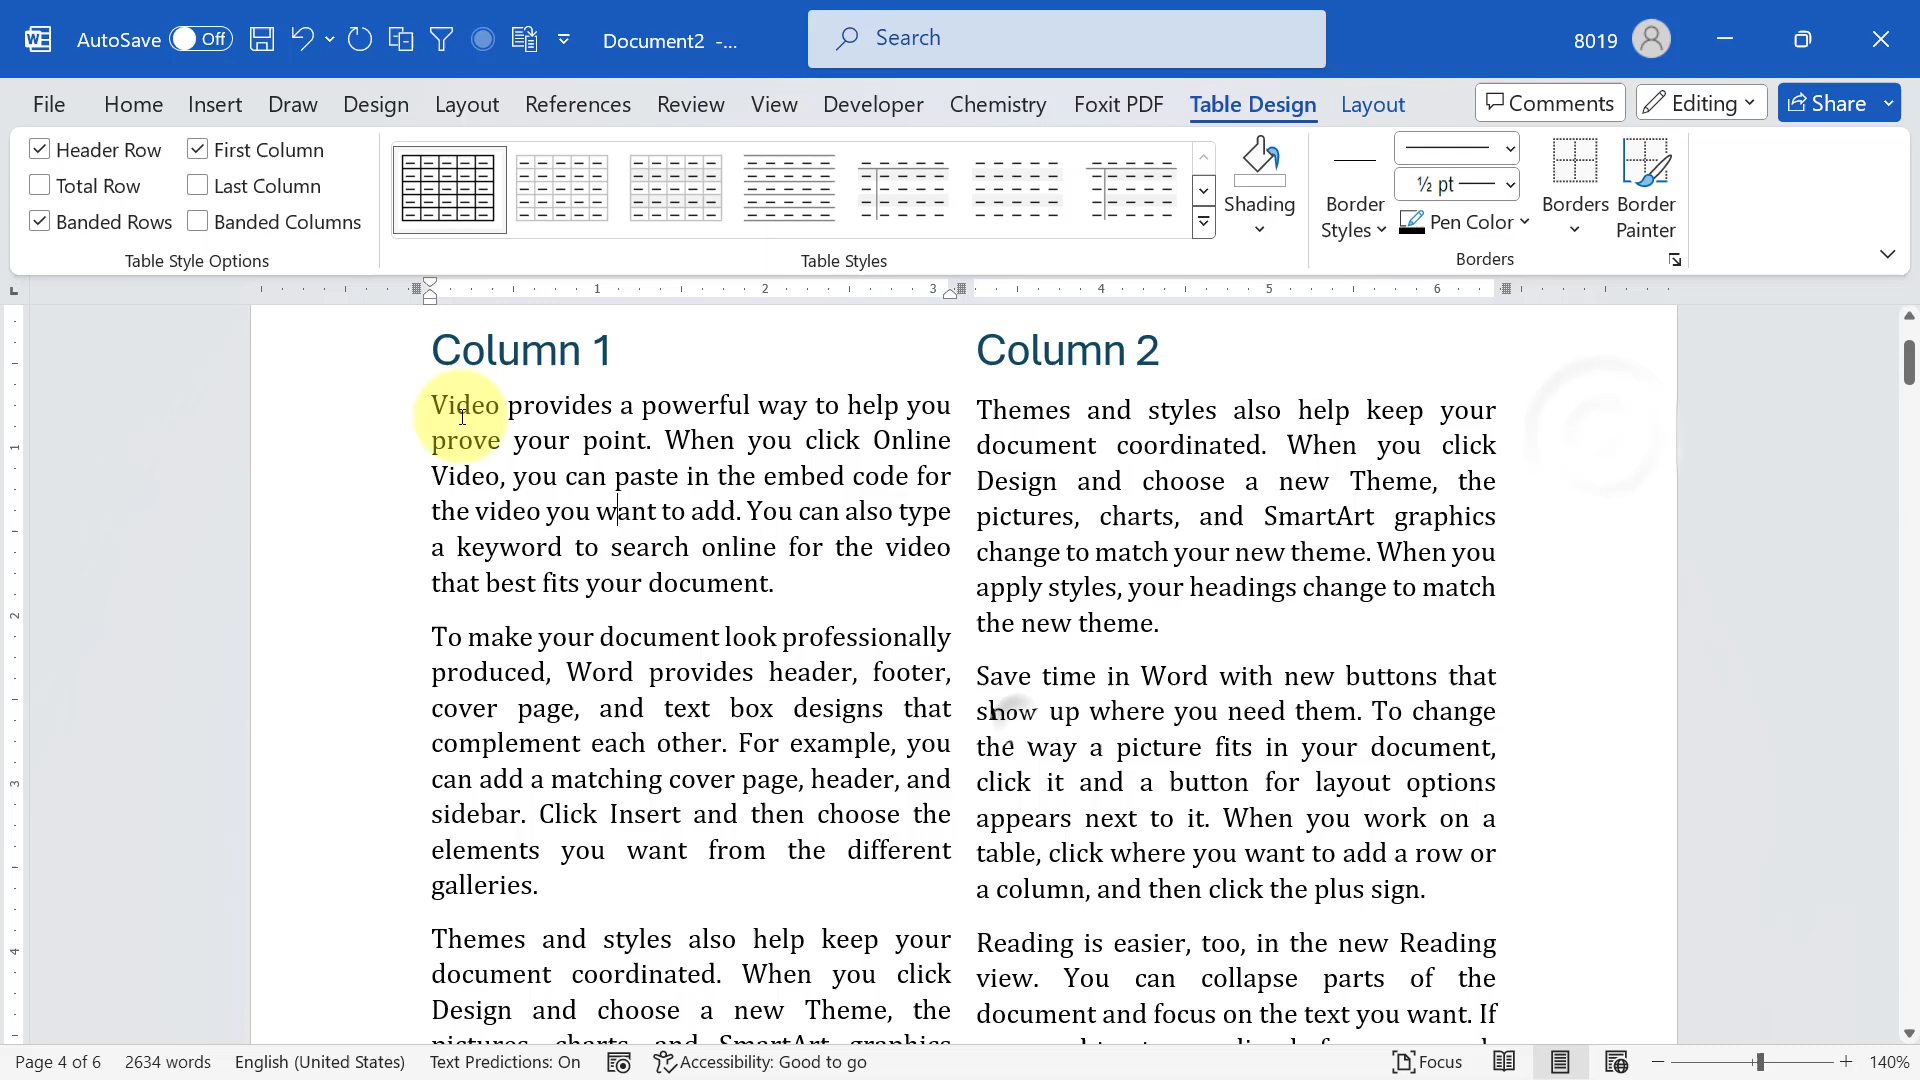 AutoSave Off Document2 -... Search 8019
File Home Insert Draw Design Layout References Review View Developer Chemistry Foxit PDF Table Design Layout Comments Editing Share
Header Row First Column
Total Row Last Column
Banded Rows Banded Columns
Table Style Options
Table Styles
Shading
Border Styles
½ pt
Pen Color
Borders
Border Painter
Borders
1 2 3 4 5 6
Column 1
Video provides a powerful way to help you
prove your point. When you click Online
Video, you can paste in the embed code for
the video you want to add. You can also type
a keyword to search online for the video
that best fits your document.
To make your document look professionally
produced, Word provides header, footer,
cover page, and text box designs that
complement each other. For example, you
can add a matching cover page, header, and
sidebar. Click Insert and then choose the
elements you want from the different
galleries.
Themes and styles also help keep your
document coordinated. When you click
Design and choose a new Theme, the
pictures, charts, and SmartArt graphics
Column 2
Themes and styles also help keep your
document coordinated. When you click
Design and choose a new Theme, the
pictures, charts, and SmartArt graphics
change to match your new theme. When you
apply styles, your headings change to match
the new theme.
Save time in Word with new buttons that
show up where you need them. To change
the way a picture fits in your document,
click it and a button for layout options
appears next to it. When you work on a
table, click where you want to add a row or
a column, and then click the plus sign.
Reading is easier, too, in the new Reading
view. You can collapse parts of the
document and focus on the text you want. If
1
2
3
4
Page 4 of 6 2634 words English (United States) Text Predictions: On Accessibility: Good to go Focus 140%